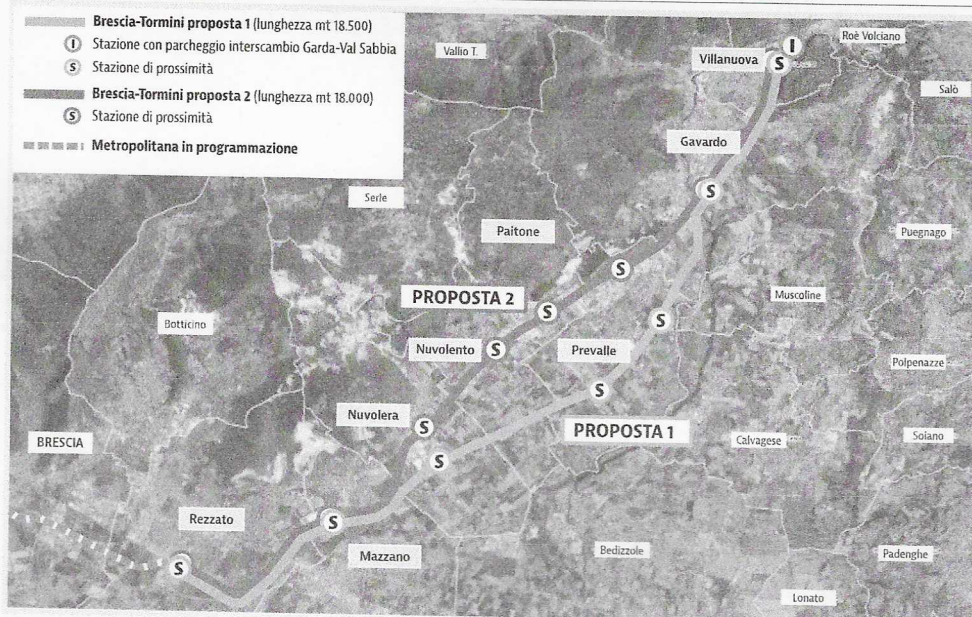 Brescia-Tormini proposta 1 (lunghezza mt 18.500)
I Stazione con parcheggio interscambio Garda-Val Sabbia
S Stazione di prossimità
Brescia-Tormini proposta 2 (lunghezza mt 18.000)
S Stazione di prossimità
Metropolitana in programmazione
Vallio T.
Roè Volciano
I
Villanuova
S
Salò
Gavardo
Serle
S
Paitone
Puegnago
S
PROPOSTA 2
S
Muscoline
Botticino
S
Nuvolento
S
Prevalle
Polpenazze
S
Nuvolera
S
PROPOSTA 1
BRESCIA
Calvagese
Soiano
S
Rezzato
S
Mazzano
Bedizzole
Padenghe
S
Lonato